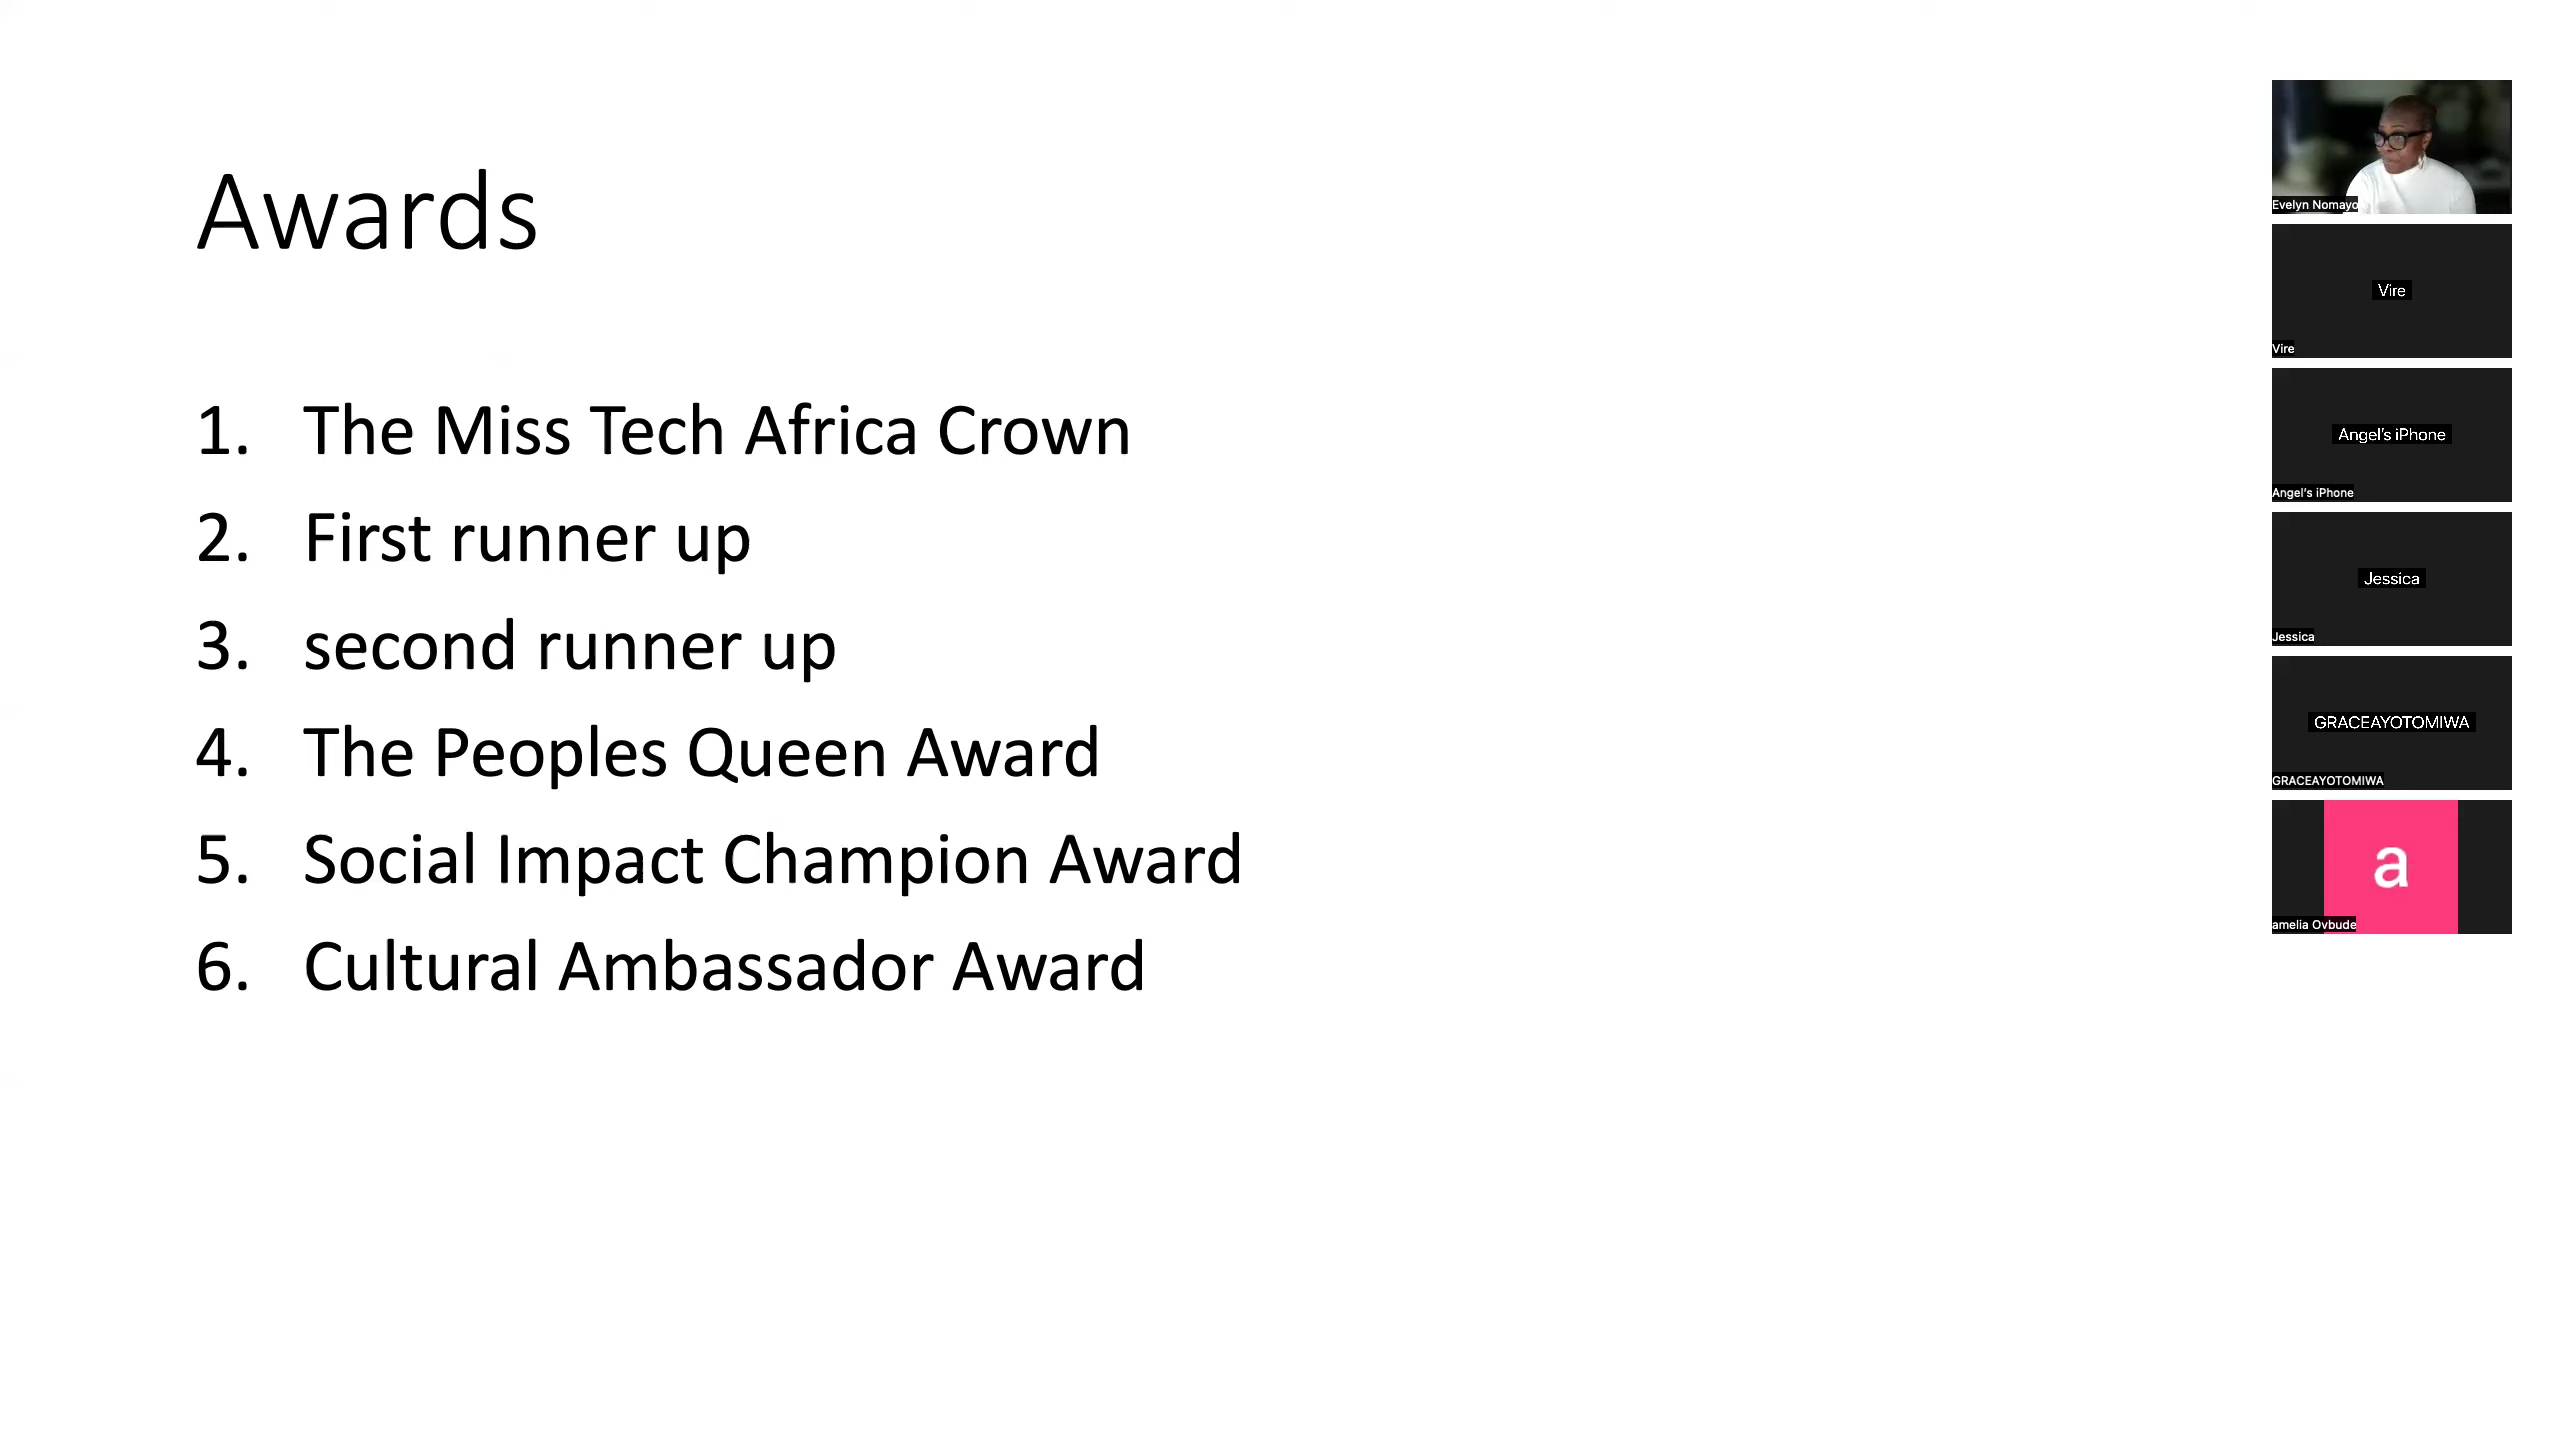 Awards
1. The Miss Tech Africa Crown
2. First runner up
3. second runner up
4. The Peoples Queen Award
5. Social Impact Champion Award
6. Cultural Ambassador Award
Evelyn Nomayo
Vire
Vire
Angel's iPhone
Angel's iPhone
Jessica
Jessica
GRACEAYOTOMIWA
GRACEAYOTOMIWA
a
amelia Ovbude